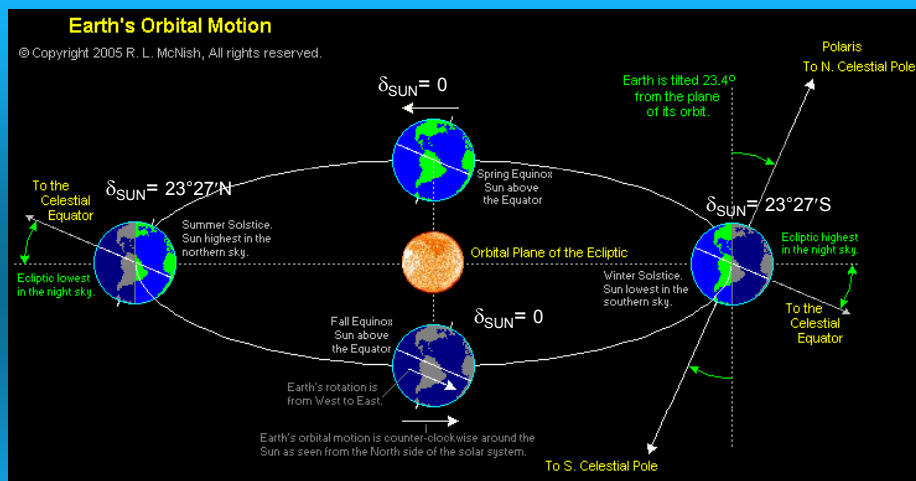 Earth's Orbital Motion
© Copyright 2005 R. L. McNish, All rights reserved.
Polaris
To N. Celestial Pole
Earth is tilted 23.4°
from the plane
of its orbit.
δSUN= 0
Spring Equinox
Sun above
the Equator
To the
Celestial
Equator
δSUN = 23°27′N
Summer Solstice.
Sun highest in the
northern sky.
Ecliptic lowest
in the night sky.
Orbital Plane of the Ecliptic
δSUN = 23°27′S
Ecliptic highest
in the night sky.
Winter Solstice.
Sun lowest in the
southern sky.
To the
Celestial
Equator
Fall Equinox
Sun above
the Equator
δSUN = 0
Earth's rotation is
from West to East.
Earth's orbital motion is counter-clockwise around the
Sun as seen from the North side of the solar system.
To S. Celestial Pole